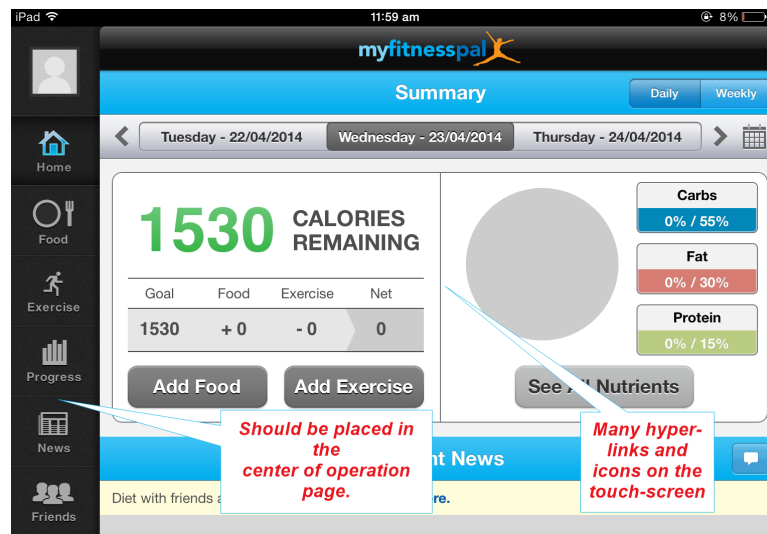 iPad 11:59 am 8%
myfitnesspal
Summary Daily Weekly
Tuesday - 22/04/2014 Wednesday - 23/04/2014 Thursday - 24/04/2014
Home
Food
Exercise
Progress
News
Friends
1530 CALORIES
REMAINING
Goal Food Exercise Net
1530 + 0 - 0 0
Add Food Add Exercise
Carbs
0% / 55%
Fat
0% / 30%
Protein
0% / 15%
See All Nutrients
Should be placed in
the
center of operation
page.
Many hyper-
links and
icons on the
touch-screen
News
Diet with friends